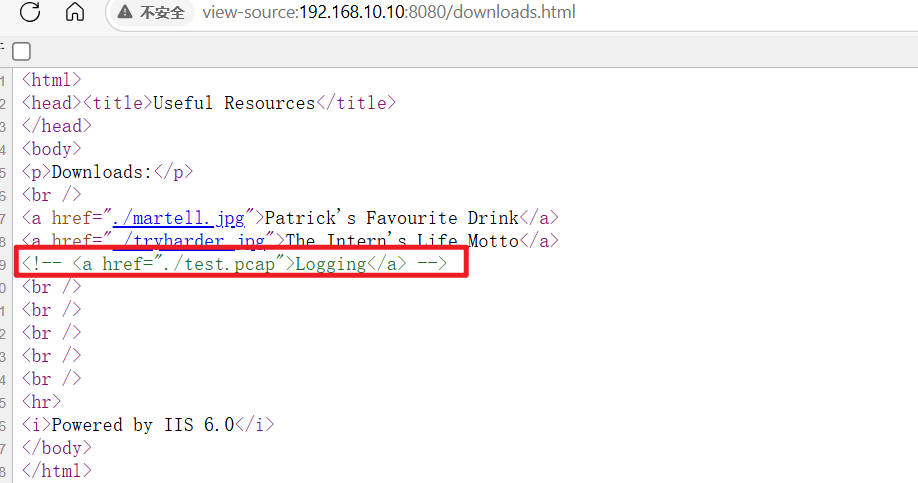 不安全 view-source:192.168.10.10:8080/downloads.html
1 <html>
2 <head><title>Useful Resources</title>
3 </head>
4 <body>
5 <p>Downloads:</p>
6 <br />
7 <a href="./martell.jpg">Patrick's Favourite Drink</a>
8 <a href="./tryharder.jpg">The Intern's Life Motto</a>
9 <!-- <a href="./test.pcap">Logging</a> -->
0 <br />
1 <br />
2 <br />
3 <br />
4 <br />
5 <hr>
6 <i>Powered by IIS 6.0</i>
7 </body>
8 </html>